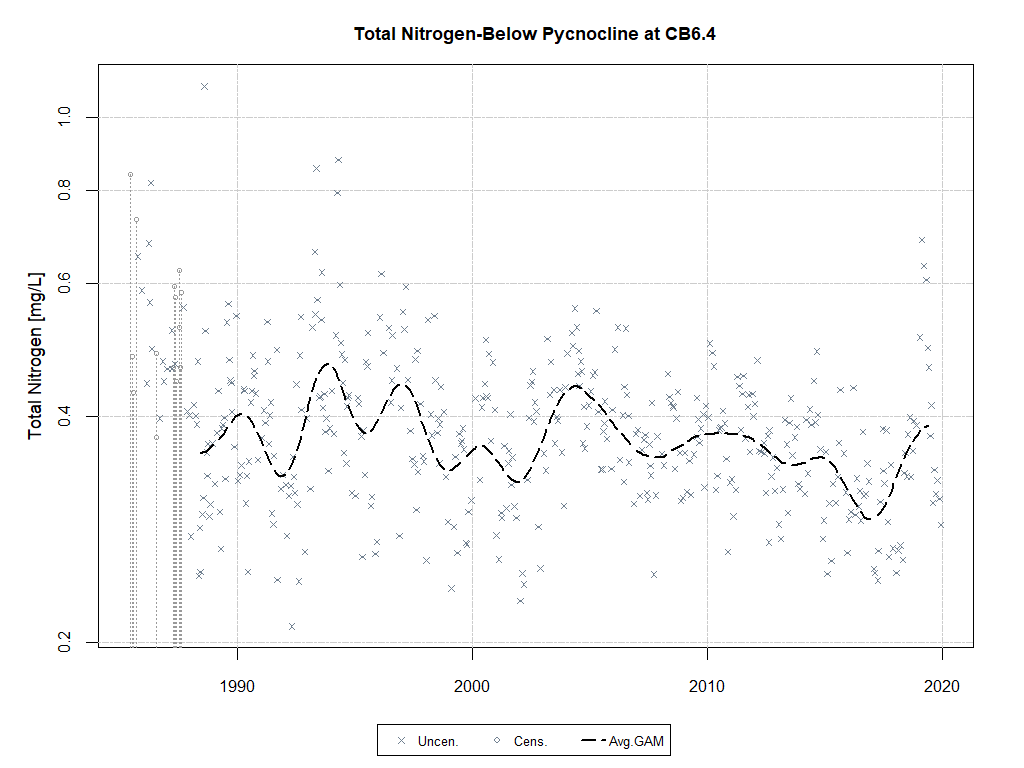 Total Nitrogen-Below Pycnocline at CB6.4
Total Nitrogen [mg/L]
1.0
0.8
0.6
0.4
0.2
1990 2000 2010 2020
Uncen. Cens. Avg.GAM